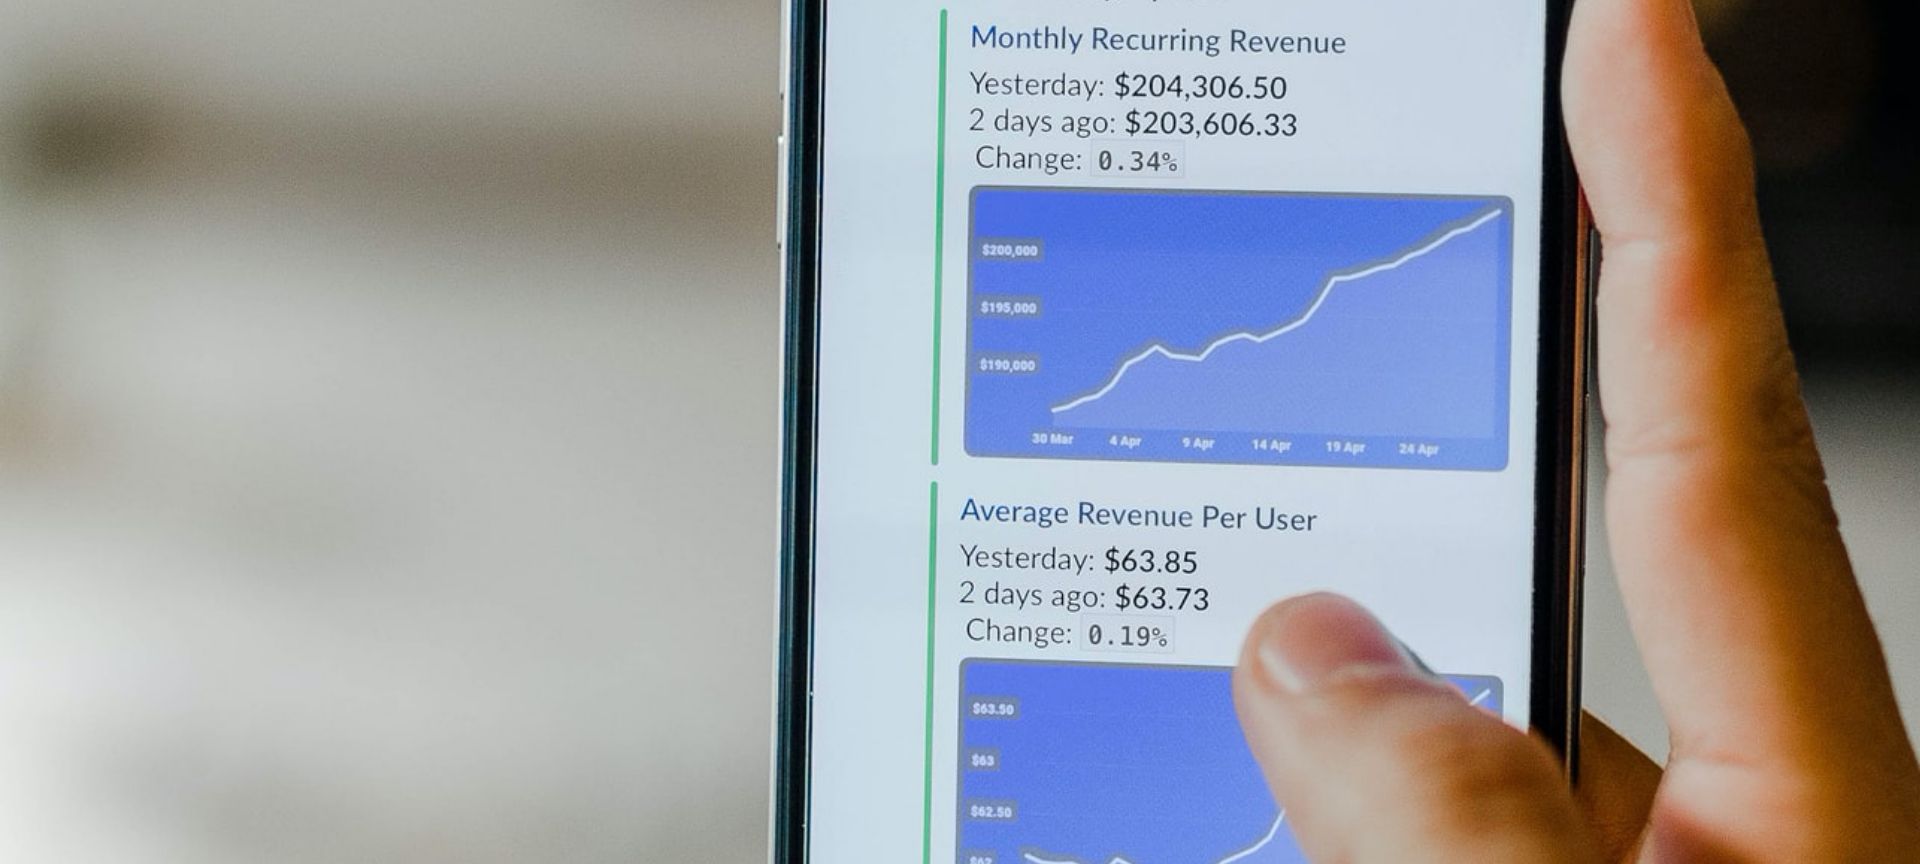 Monthly Recurring Revenue
Yesterday: $204,306.50
2 days ago: $203,606.33
Change: 0.34%
$200,000
$195,000
$190,000
30 Mar 4 Apr 9 Apr 14 Apr 19 Apr 24 Apr
Average Revenue Per User
Yesterday: $63.85
2 days ago: $63.73
Change: 0.19%
$63.50
$63
$62.50
$62